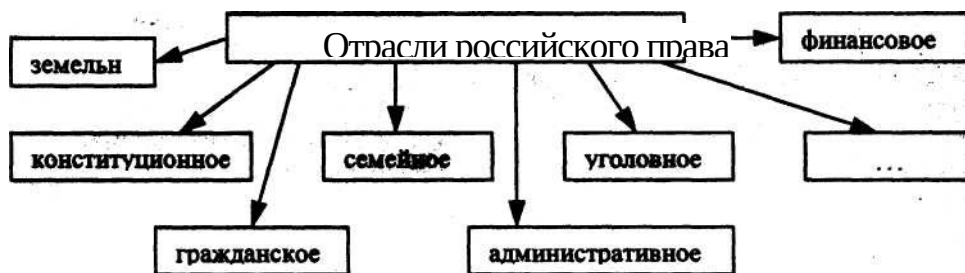 Отрасли российского права
финансовое
земельн
конституционное
семейное
уголовное
...
гражданское
административное